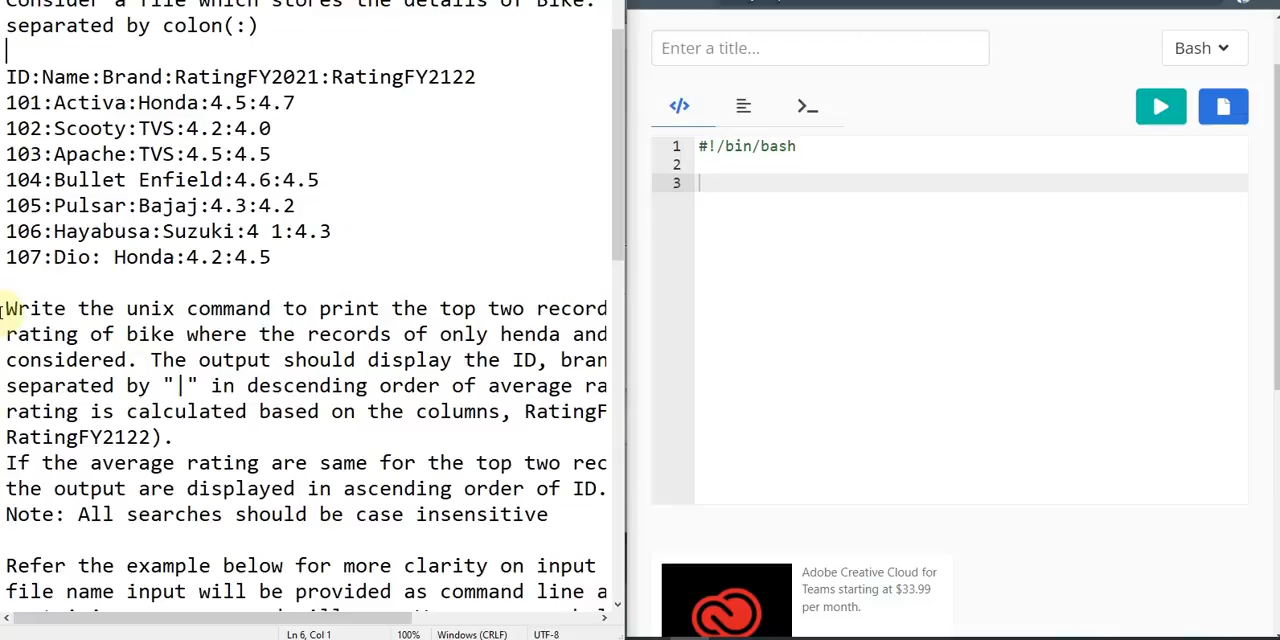 consider a file which stores the details of Bike.
separated by colon(:)
ID:Name:Brand:RatingFY2021:RatingFY2122
101:Activa:Honda:4.5:4.7
102:Scooty:TVS:4.2:4.0
103:Apache:TVS:4.5:4.5
104:Bullet Enfield:4.6:4.5
105:Pulsar:Bajaj:4.3:4.2
106:Hayabusa:Suzuki:4 1:4.3
107:Dio: Honda:4.2:4.5
Write the unix command to print the top two record
rating of bike where the records of only henda and
considered. The output should display the ID, bran
separated by "|" in descending order of average ra
rating is calculated based on the columns, RatingF
RatingFY2122).
If the average rating are same for the top two rec
the output are displayed in ascending order of ID.
Note: All searches should be case insensitive
Refer the example below for more clarity on input
file name input will be provided as command line a
Ln 6, Col 1
100%
Windows (CRLF)
UTF-8
Enter a title...
Bash
1 #!/bin/bash
2
3
Adobe Creative Cloud for
Teams starting at $33.99
per month.